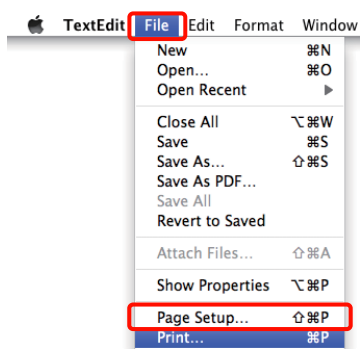 TextEdit File Edit Format Window
New ⌘N
Open... ⌘O
Open Recent ▶
Close All ⌥⌘W
Save ⌘S
Save As... ⇧⌘S
Save As PDF...
Save All
Revert to Saved
Attach Files... ⇧⌘A
Show Properties ⌥⌘P
Page Setup... ⇧⌘P
Print... ⌘P